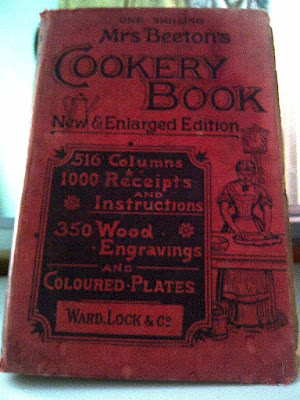 ONE SHILLING
Mrs Beeton's
COOKERY
BOOK
New & Enlarged Edition
516 Columns
&
1000 Receipts
AND
Instructions
350 Wood
Engravings
AND
COLOURED-PLATES
WARD, LOCK & Co